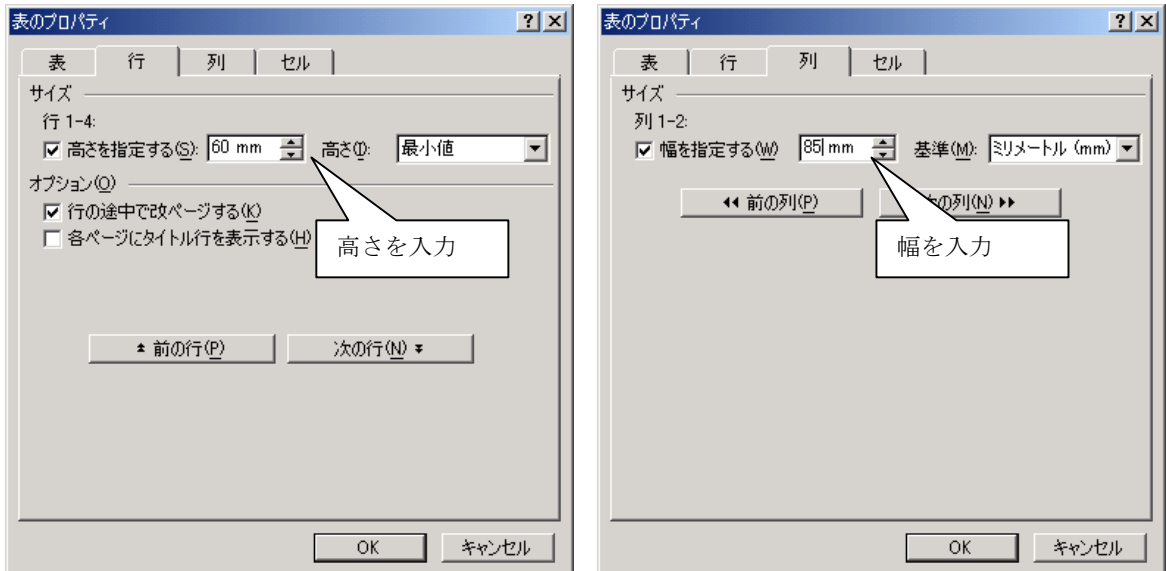 表のプロパティ
表 行 列 セル
サイズ
行 1-4:
高さを指定する(S): 60 mm 高さ(I): 最小値
オプション(O)
行の途中で改ページする(K)
各ページにタイトル行を表示する(H)
高さを入力
前の行(P) 次の行(N)
OK キャンセル
表のプロパティ
表 行 列 セル
サイズ
列 1-2:
幅を指定する(W) 85 mm 基準(M): ミリメートル (mm)
前の列(P) の列(N)
幅を入力
OK キャンセル